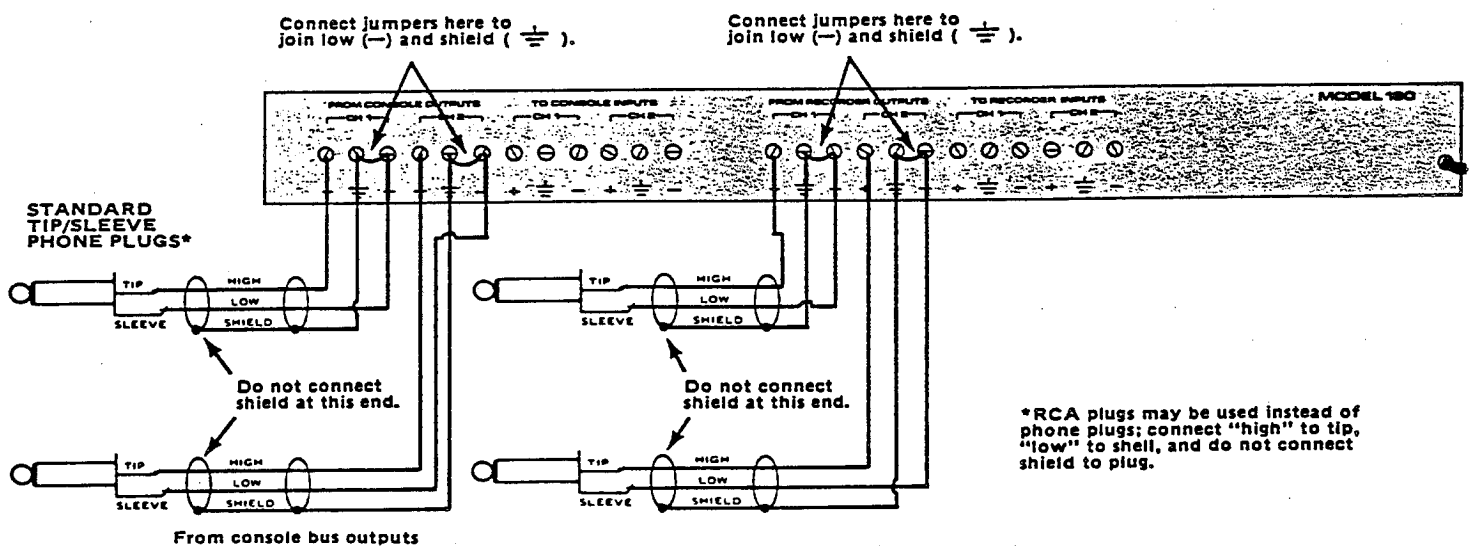 Connect jumpers here to
join low (—) and shield ( ⏚ ).
Connect jumpers here to
join low (—) and shield ( ⏚ ).
MODEL 180
FROM CONSOLE OUTPUTS
TO CONSOLE INPUTS
FROM RECORDER OUTPUTS
TO RECORDER INPUTS
CH 1
CH 2
CH 1
CH 2
CH 1
CH 2
CH 1
CH 2
- ⏚ - - ⏚ - + ⏚ - + ⏚ -
- ⏚ - - ⏚ - + ⏚ - + ⏚ -
STANDARD
TIP/SLEEVE
PHONE PLUGS*
TIP
HIGH
LOW
SLEEVE
SHIELD
TIP
HIGH
LOW
SLEEVE
SHIELD
Do not connect
shield at this end.
Do not connect
shield at this end.
*RCA plugs may be used instead of
phone plugs; connect "high" to tip,
"low" to shell, and do not connect
shield to plug.
TIP
HIGH
LOW
SLEEVE
SHIELD
TIP
HIGH
LOW
SLEEVE
SHIELD
From console bus outputs